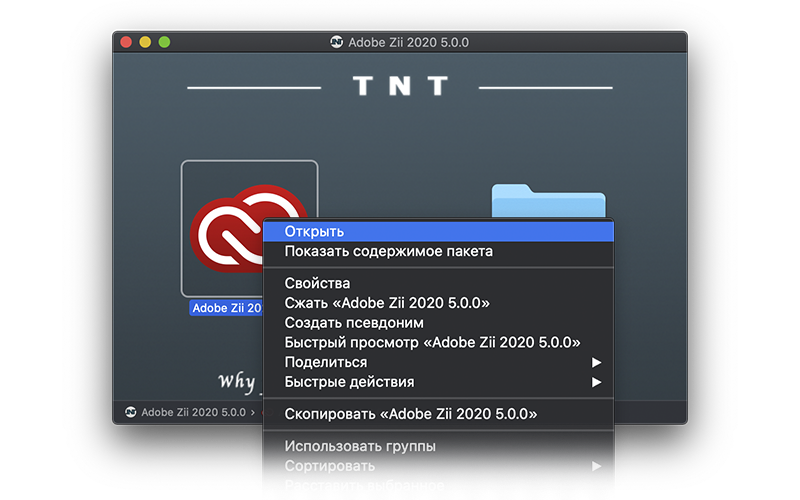 Adobe Zii 2020 5.0.0
TNT
Открыть
Показать содержимое пакета
Свойства
Сжать «Adobe Zii 2020 5.0.0»
Adobe Zii 20
Создать псевдоним
Быстрый просмотр «Adobe Zii 2020 5.0.0»
Поделиться
Быстрые действия
Why
Adobe Zii 2020 5.0.0 ›
Скопировать «Adobe Zii 2020 5.0.0»
Использовать группы
Сортировать
Расставить выбранное